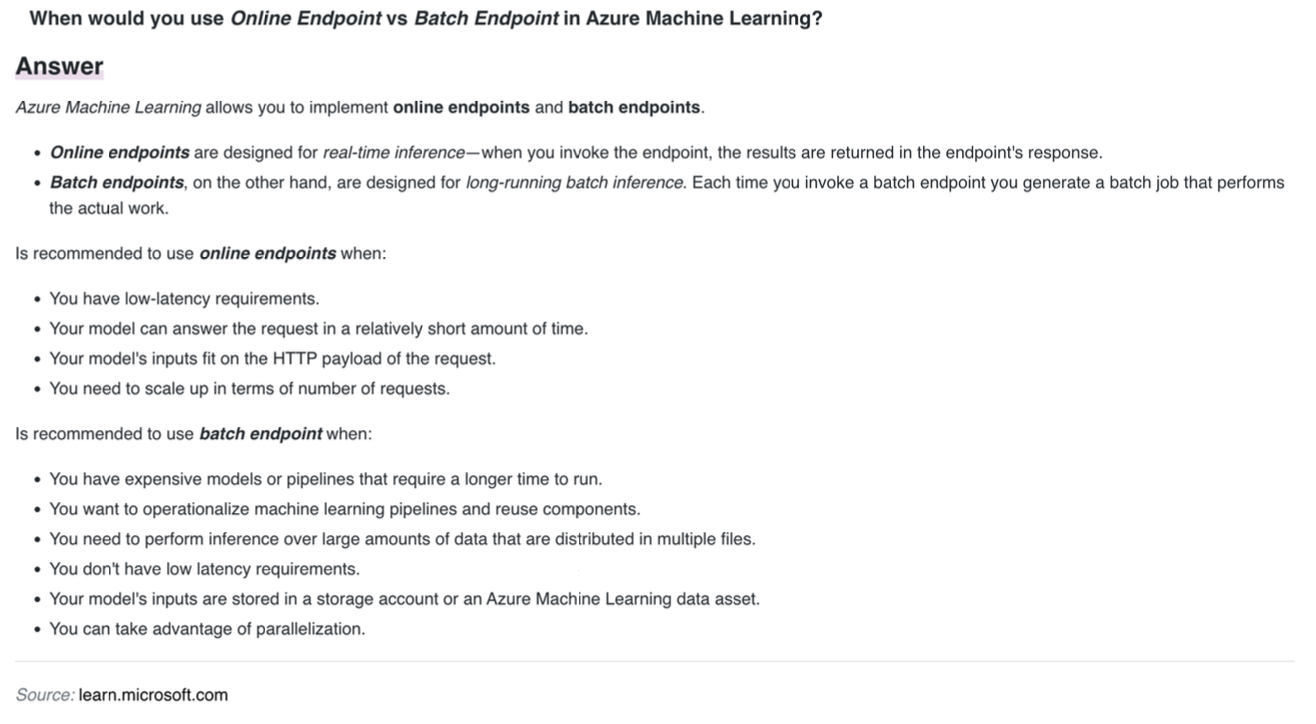 When would you use Online Endpoint vs Batch Endpoint in Azure Machine Learning?
Answer
Azure Machine Learning allows you to implement online endpoints and batch endpoints.
• Online endpoints are designed for real-time inference—when you invoke the endpoint, the results are returned in the endpoint's response.
• Batch endpoints, on the other hand, are designed for long-running batch inference. Each time you invoke a batch endpoint you generate a batch job that performs
the actual work.
Is recommended to use online endpoints when:
• You have low-latency requirements.
• Your model can answer the request in a relatively short amount of time.
• Your model's inputs fit on the HTTP payload of the request.
• You need to scale up in terms of number of requests.
Is recommended to use batch endpoint when:
• You have expensive models or pipelines that require a longer time to run.
• You want to operationalize machine learning pipelines and reuse components.
• You need to perform inference over large amounts of data that are distributed in multiple files.
• You don't have low latency requirements.
• Your model's inputs are stored in a storage account or an Azure Machine Learning data asset.
• You can take advantage of parallelization.
Source: learn.microsoft.com